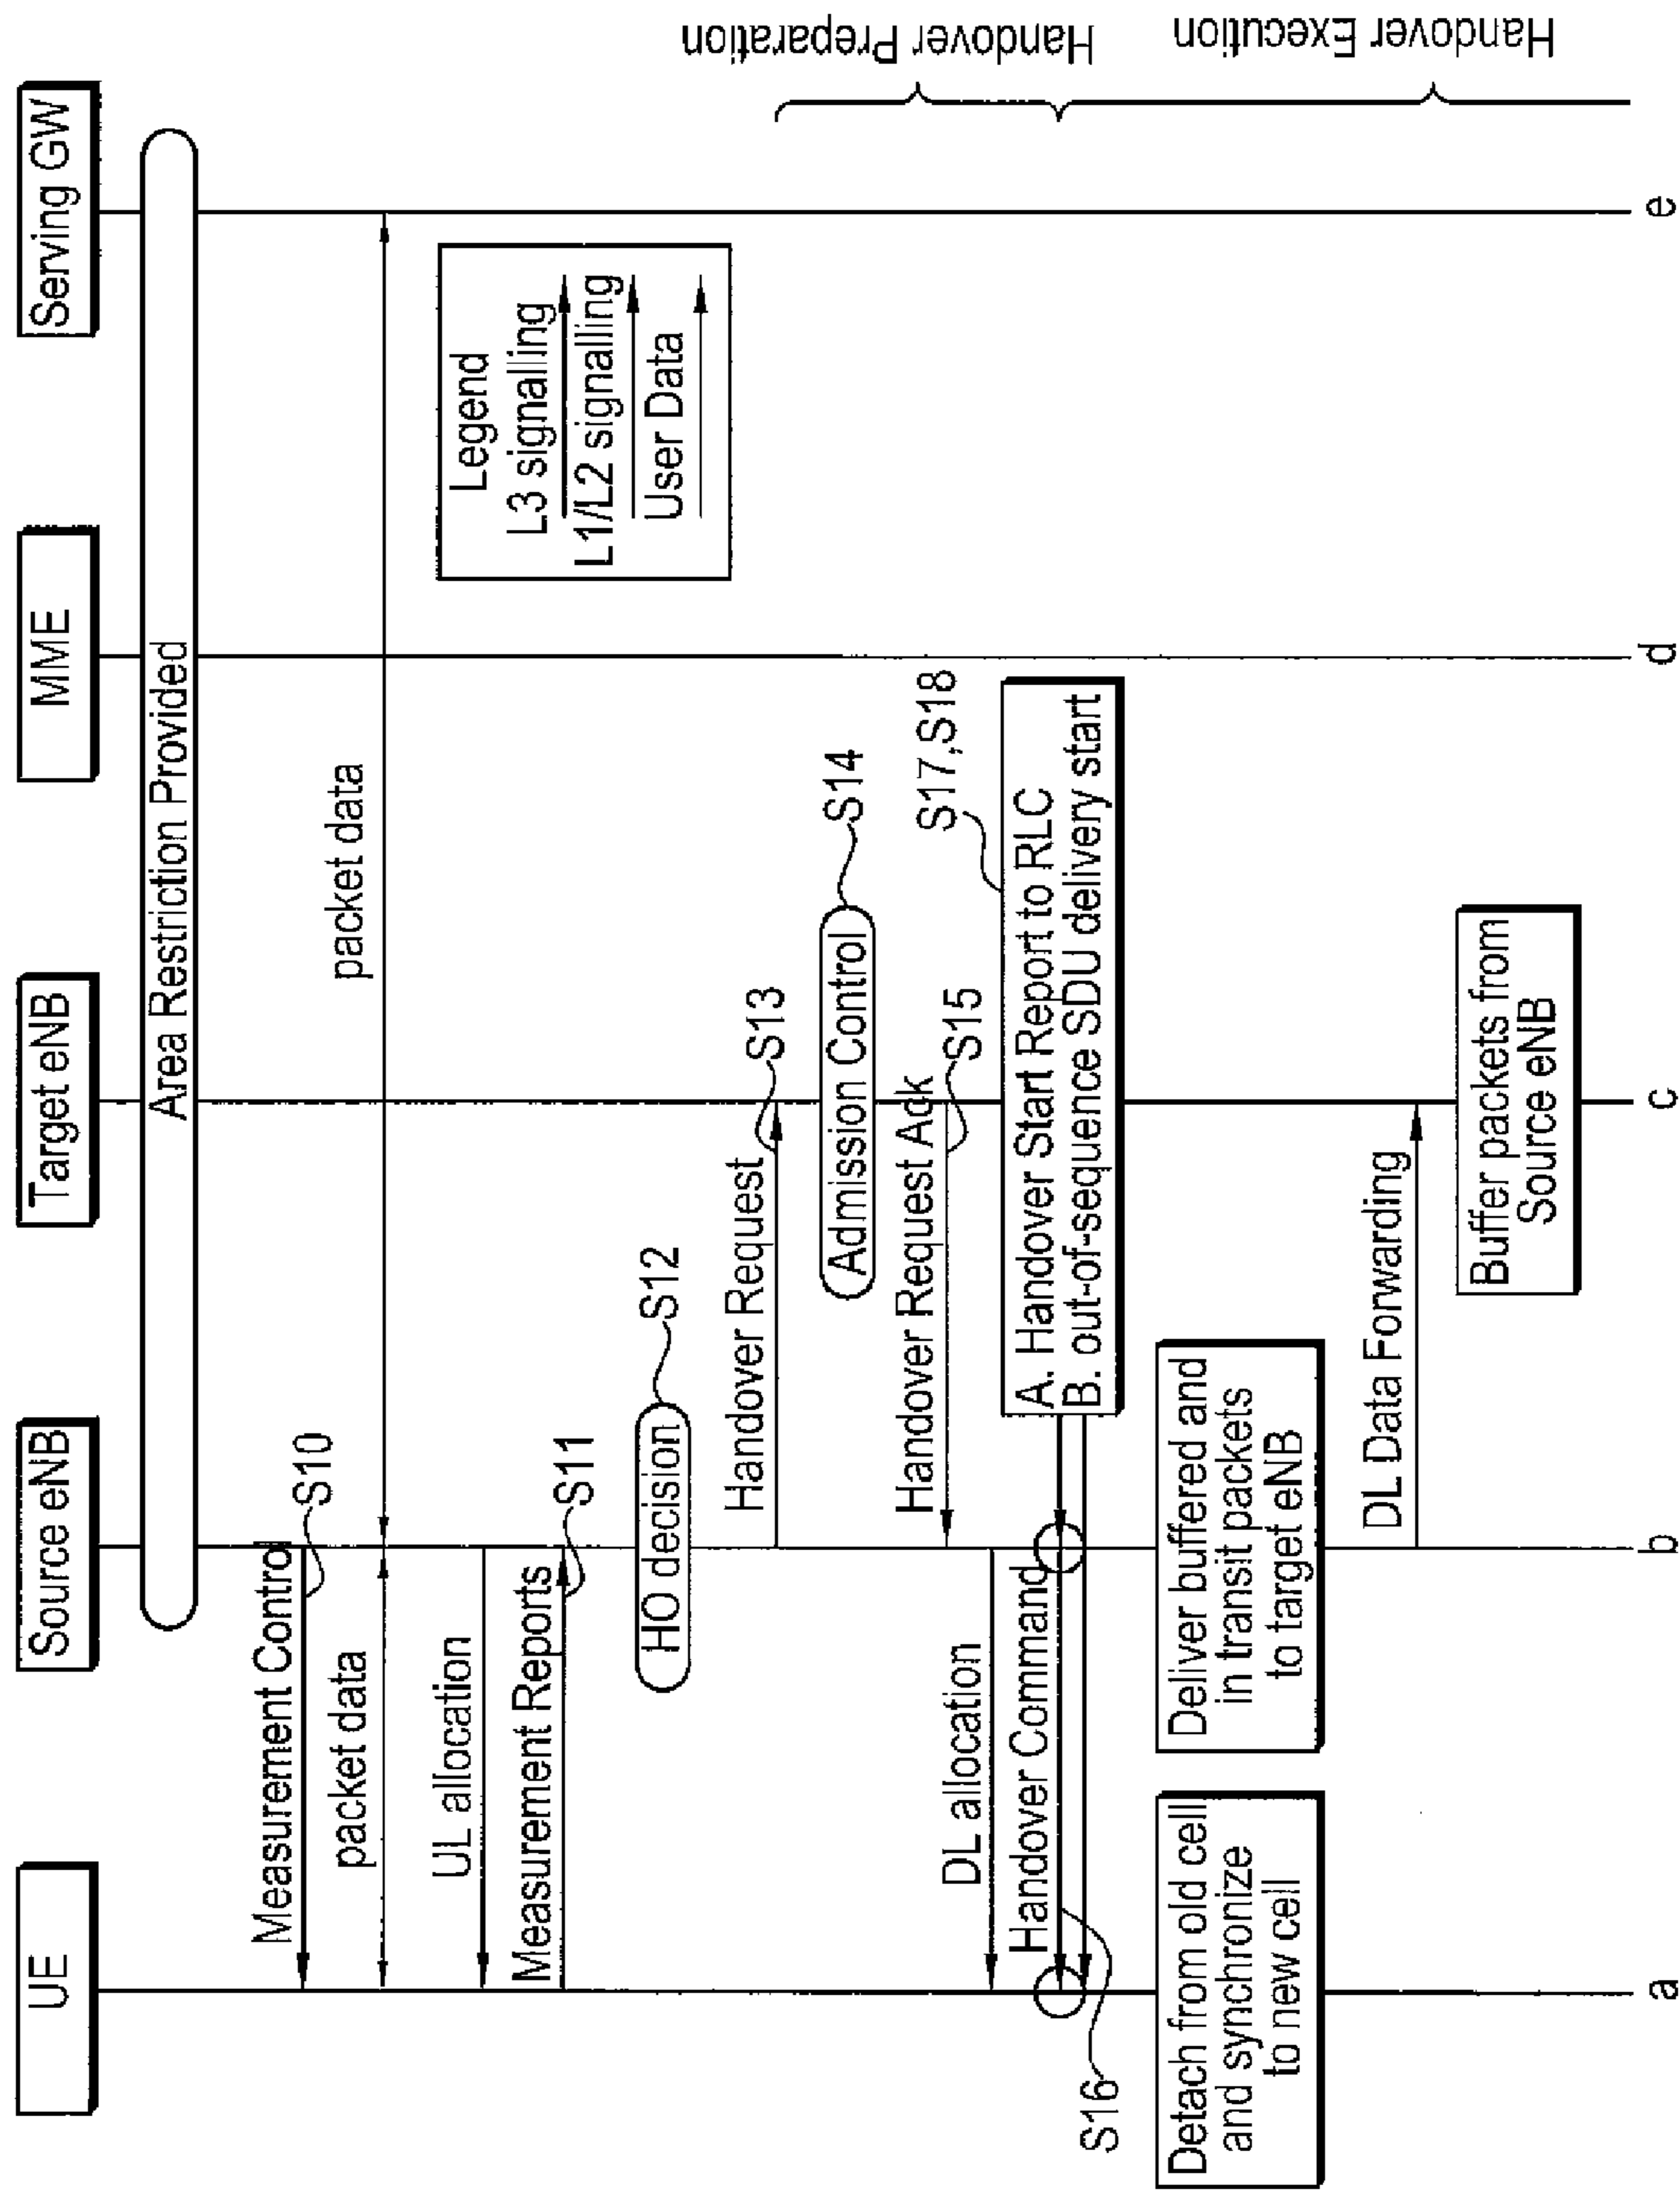 UE
Source eNB
Target eNB
MME
Serving GW
Area Restriction Provided
Measurement Control
S10
packet data
packet data
UL allocation
Legend
L3 signalling
L1/L2 signalling
User Data
Measurement Reports
S11
HO decision
S12
Handover Request
S13
Admission Control
S14
Handover Request Ack
S15
Handover Preparation
DL allocation
Handover Command
S16
A. Handover Start Report to RLC
B. out-of-sequence SDU delivery start
S17,S18
Detach from old cell
and synchronize
to new cell
Deliver buffered and
in transit packets
to target eNB
DL Data Forwarding
Buffer packets from
Source eNB
Handover Execution
a
b
c
d
e